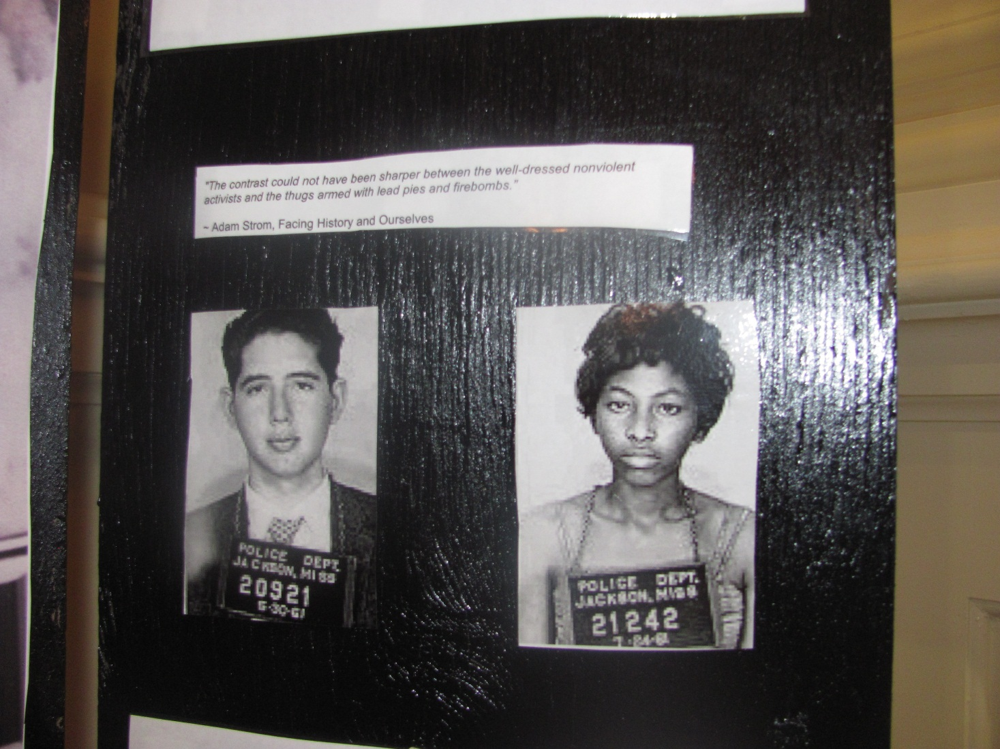 "The contrast could not have been sharper between the well-dressed nonviolent
activists and the thugs armed with lead pies and firebombs."
~ Adam Strom, Facing History and Ourselves
POLICE DEPT.
JACKSON, MISS
20921
5-30-61
POLICE DEPT.
JACKSON, MISS
21242
7-24-61